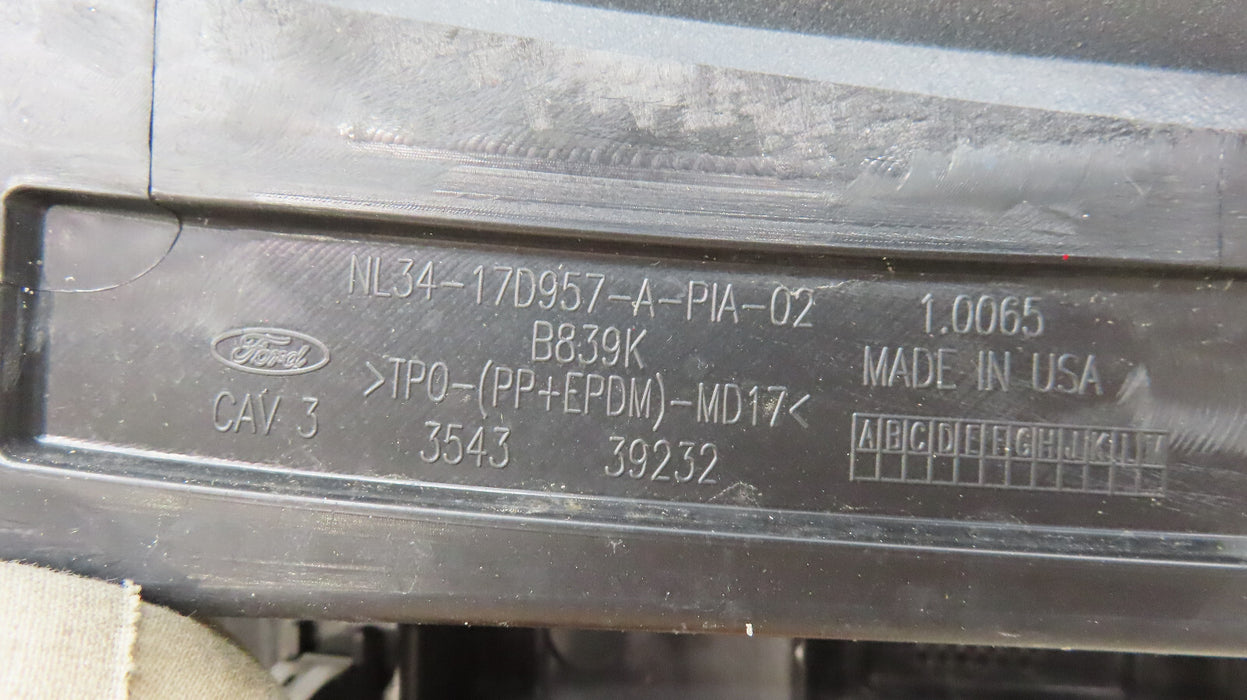 NL34-17D957-A-PIA-02
1.0065
B839K
MADE IN USA
Ford
>TPO-(PP+EPDM)-MD17<
CAV 3
3543 39232
ABCDEFGHJKLM